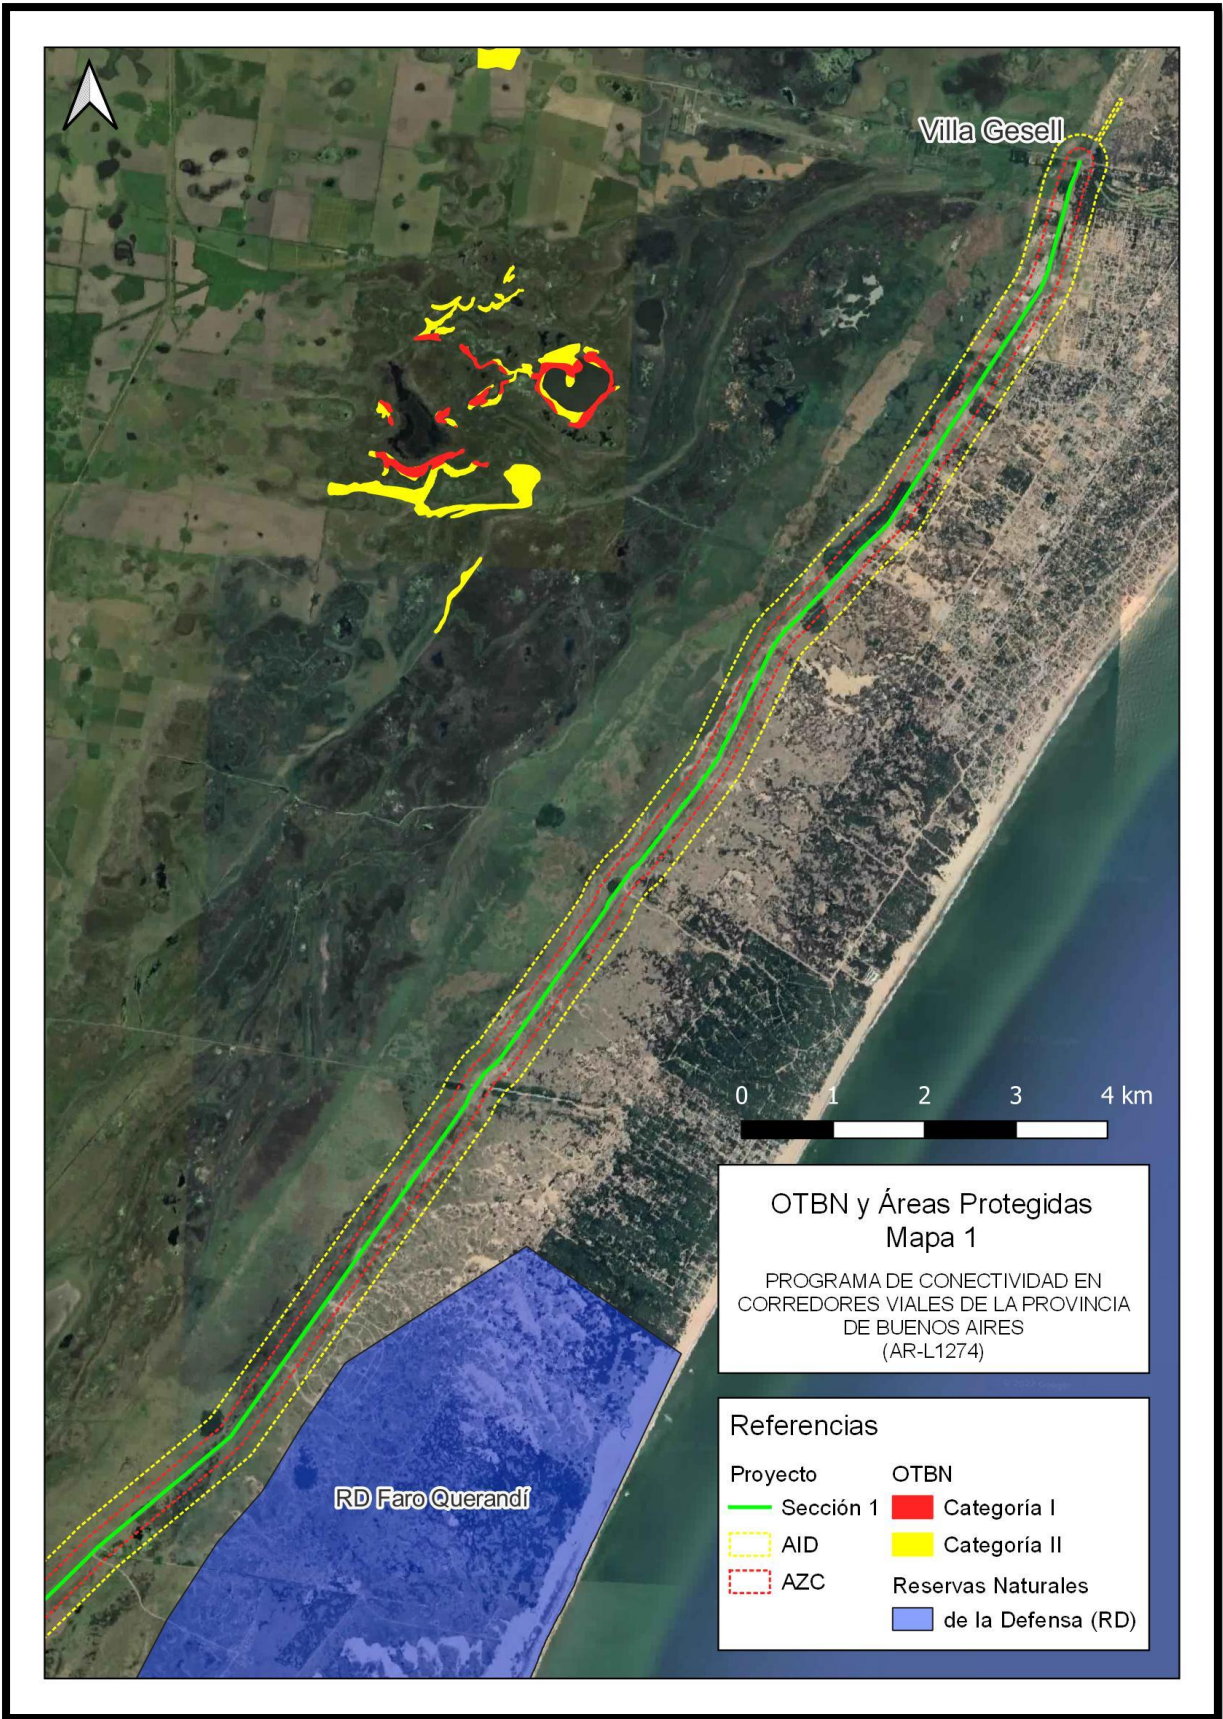 Villa Gesell
0 1 2 3 4 km
OTBN y Áreas Protegidas
Mapa 1
PROGRAMA DE CONECTIVIDAD EN
CORREDORES VIALES DE LA PROVINCIA
DE BUENOS AIRES
(AR-L1274)
RD Faro Querandí
Referencias
Proyecto
Sección 1
AID
AZC
OTBN
Categoría I
Categoría II
Reservas Naturales
de la Defensa (RD)